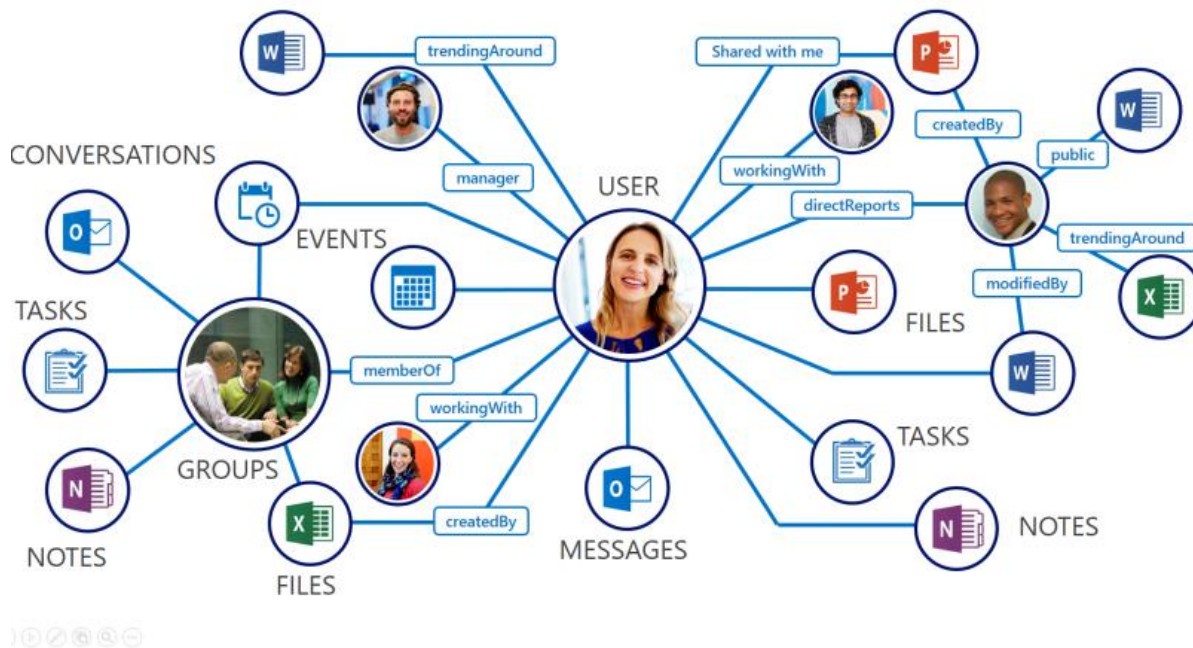 W
trendingAround
Shared with me
P
W
createdBy
public
CONVERSATIONS
manager
workingWith
USER
directReports
O
EVENTS
trendingAround
TASKS
P
modifiedBy
X
FILES
memberOf
W
workingWith
TASKS
GROUPS
N
O
X
createdBy
N
NOTES
MESSAGES
NOTES
FILES